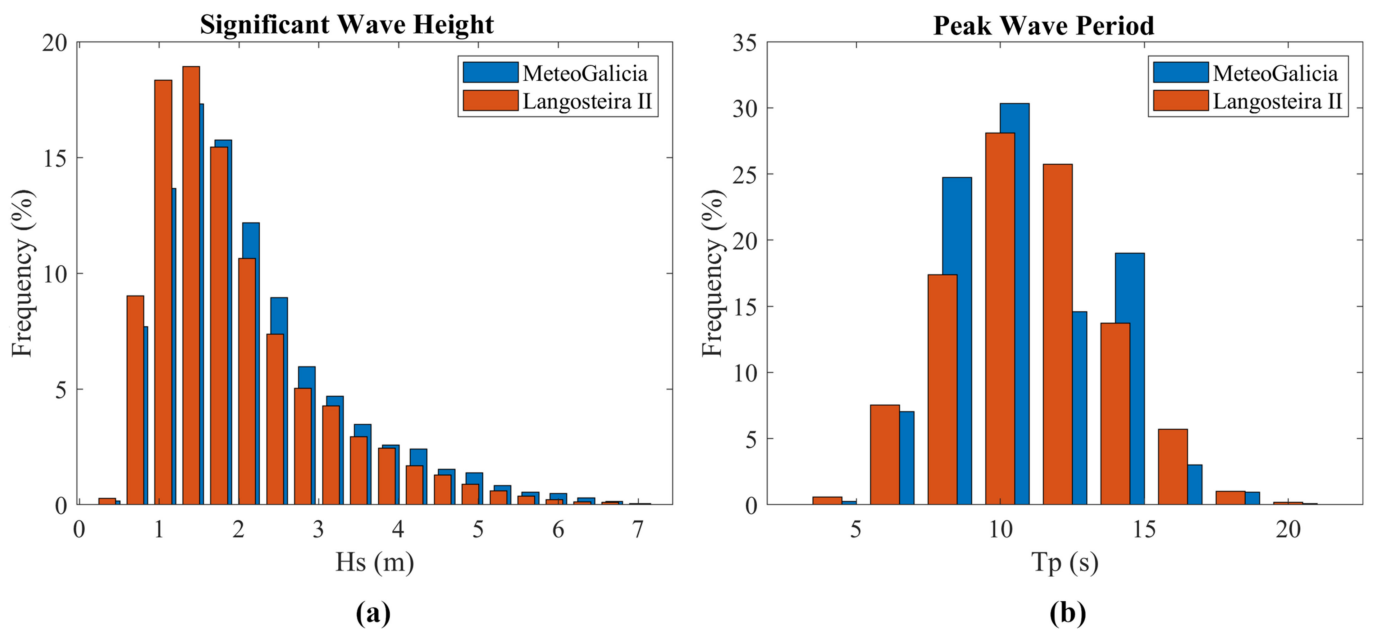 Significant Wave Height
20
15
10
5
0
Frequency (%)
MeteoGalicia
Langosteira II
0 1 2 3 4 5 6 7
Hs (m)
(a)
Peak Wave Period
35
30
25
20
15
10
5
0
Frequency (%)
MeteoGalicia
Langosteira II
5 10 15 20
Tp (s)
(b)